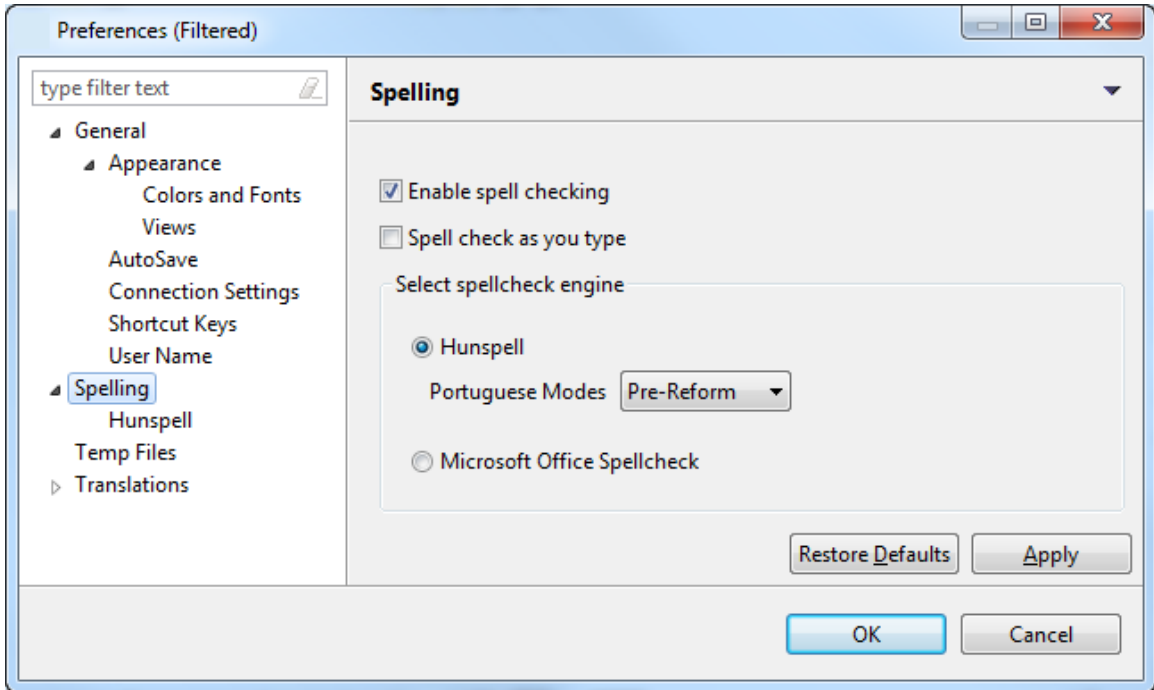 Preferences (Filtered)
type filter text
General
Appearance
Colors and Fonts
Views
AutoSave
Connection Settings
Shortcut Keys
User Name
Spelling
Hunspell
Temp Files
Translations
Spelling
Enable spell checking
Spell check as you type
Select spellcheck engine
Hunspell
Portuguese Modes Pre-Reform
Microsoft Office Spellcheck
Restore Defaults Apply
OK Cancel